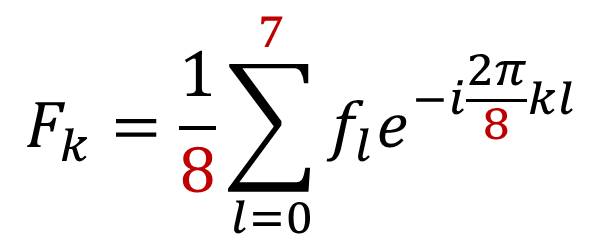 F_k = \frac{1}{8} \sum_{l=0}^{7} f_l e^{-i\frac{2\pi}{8}kl}